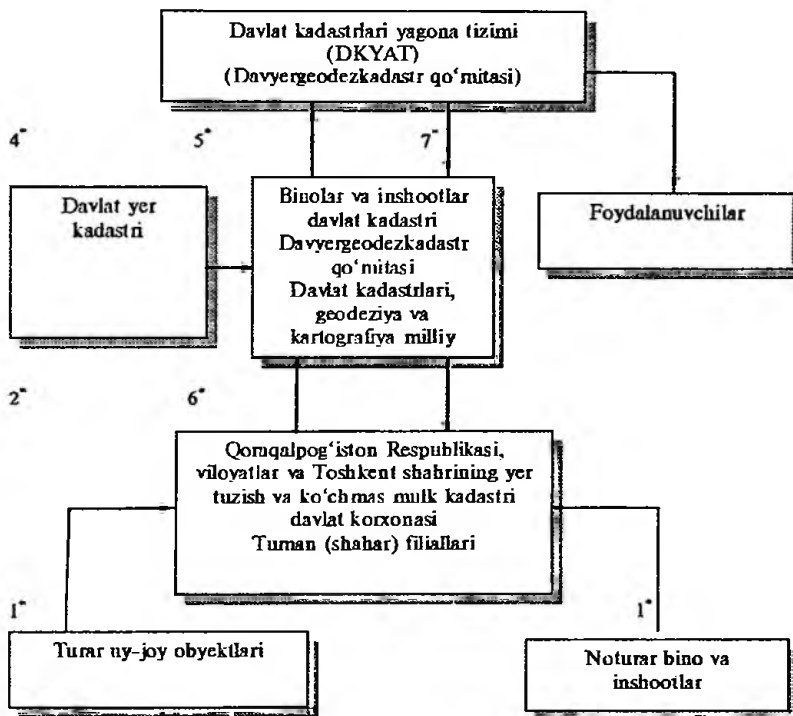 Davlat kadastrlari yagona tizimi
(DKYAT)
(Davyergeodezkadastr qo‘mitasi)
4*
5*
7*
Davlat yer
kadastri
Binolar va inshootlar
davlat kadastri
Davyergeodezkadastr
qo‘mitasi
Davlat kadastrlari,
geodeziya va
kartografiya milliy
Foydalanuvchilar
2*
6*
Qoraqalpog‘iston Respublikasi,
viloyatlar va Toshkent shahrining yer
tuzish va ko‘chmas mulk kadastri
davlat korxonasi
Tuman (shahar) filiallari
1*
1*
Turar uy-joy obyektlari
Noturar bino va
inshootlar